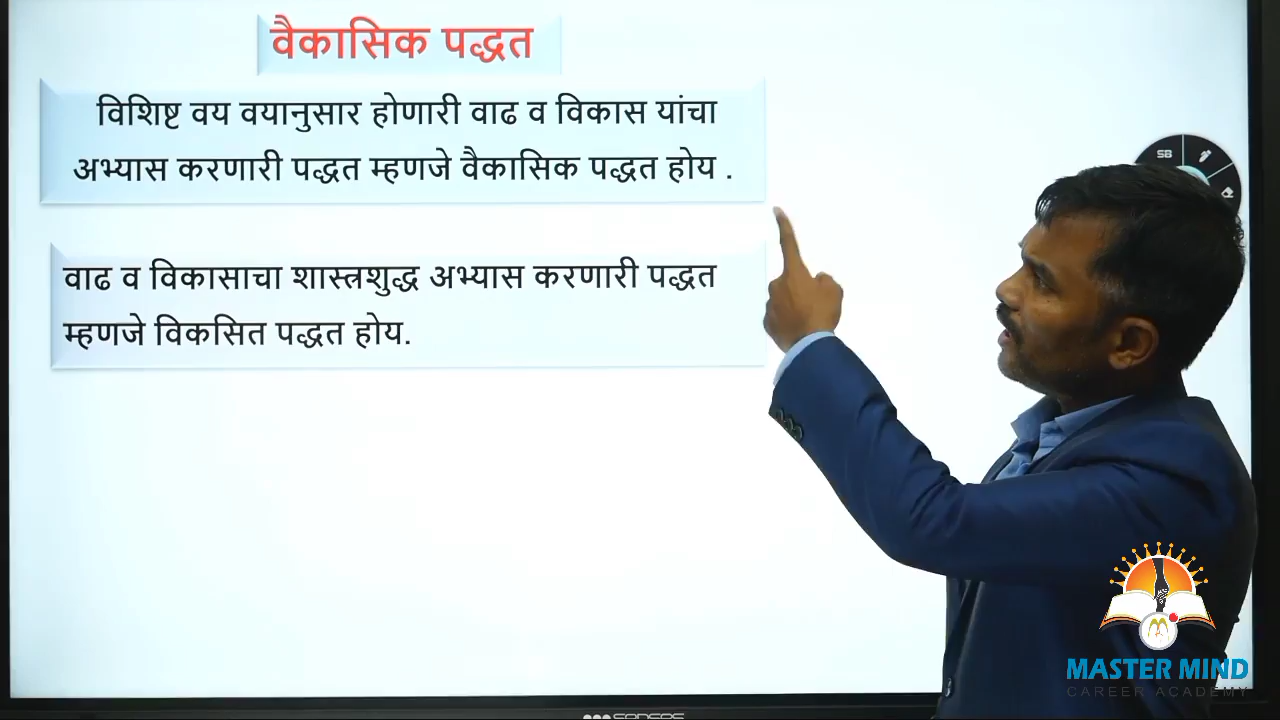 वैकासिक पद्धत
विशिष्ट वय वयानुसार होणारी वाढ व विकास यांचा
अभ्यास करणारी पद्धत म्हणजे वैकासिक पद्धत होय .
वाढ व विकासाचा शास्त्रशुद्ध अभ्यास करणारी पद्धत
म्हणजे विकसित पद्धत होय.
SB
MASTER MIND
CAREER ACADEMY